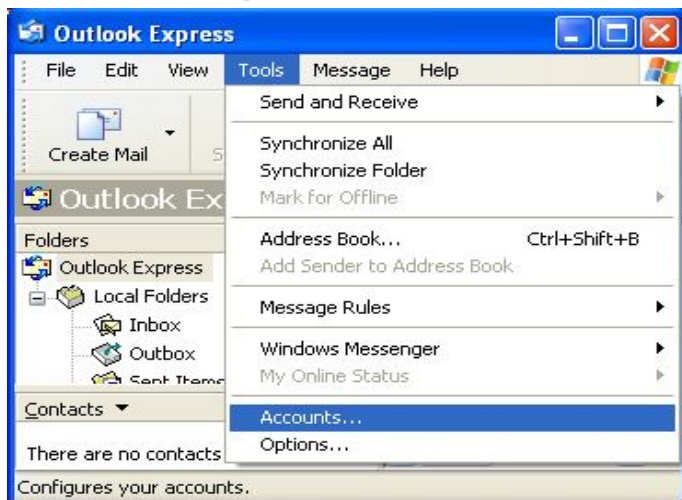 Outlook Express
File Edit View Tools Message Help
Send and Receive
Synchronize All
Synchronize Folder
Mark for Offline
Address Book... Ctrl+Shift+B
Add Sender to Address Book
Message Rules
Windows Messenger
My Online Status
Accounts...
Options...
Create Mail
Outlook Ex
Folders
Outlook Express
Local Folders
Inbox
Outbox
Sent Items
Contacts
There are no contacts
Configures your accounts.